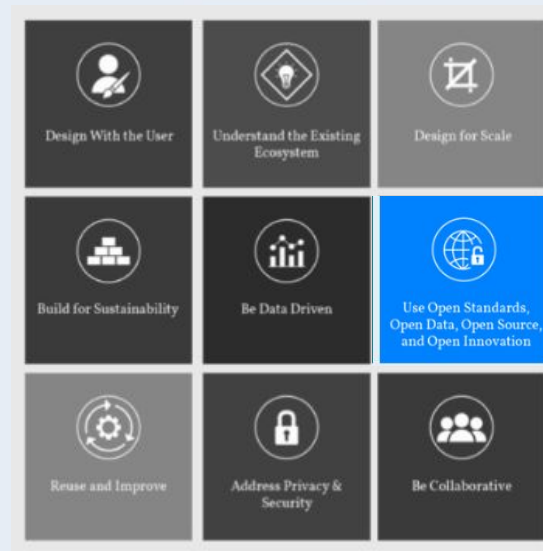 Design With the User
Understand the Existing
Ecosystem
Design for Scale
Build for Sustainability
Be Data Driven
Use Open Standards,
Open Data, Open Source,
and Open Innovation
Reuse and Improve
Address Privacy &
Security
Be Collaborative